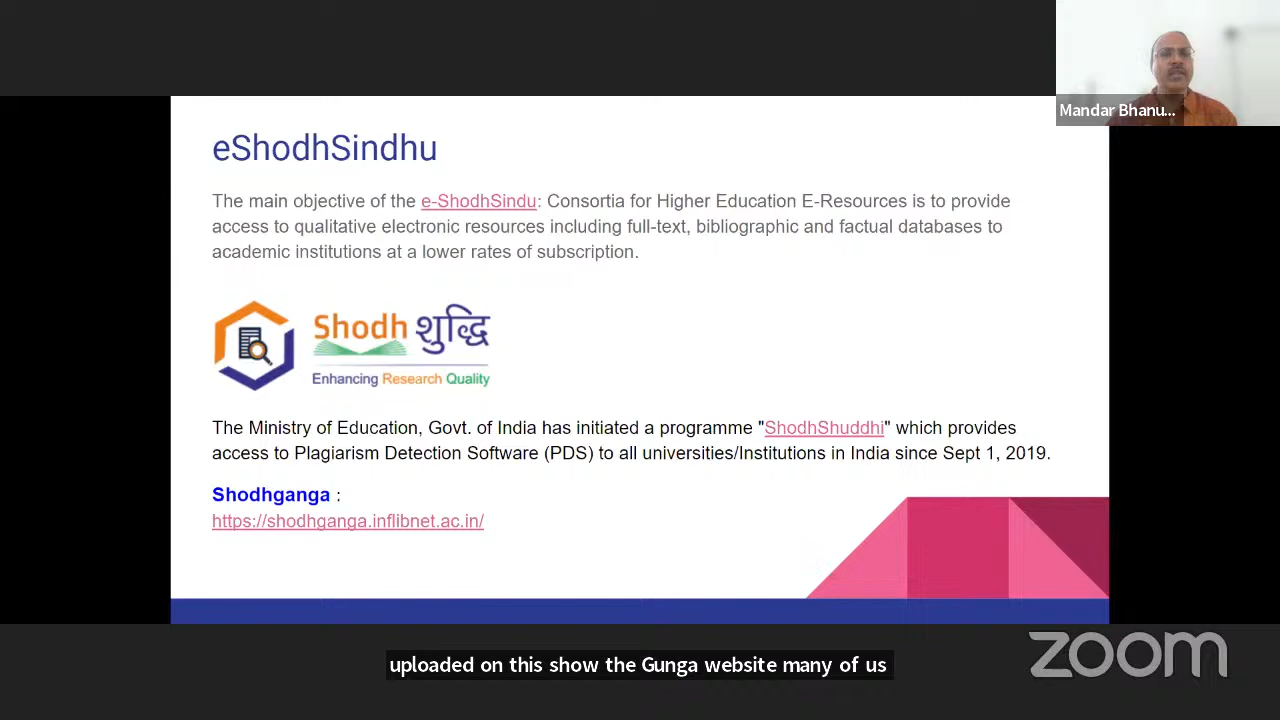 Mandar Bhanu...
eShodhSindhu
The main objective of the e-ShodhSindu: Consortia for Higher Education E-Resources is to provide
access to qualitative electronic resources including full-text, bibliographic and factual databases to
academic institutions at a lower rates of subscription.
Shodh शुद्धि
Enhancing Research Quality
The Ministry of Education, Govt. of India has initiated a programme "ShodhShuddhi" which provides
access to Plagiarism Detection Software (PDS) to all universities/Institutions in India since Sept 1, 2019.
Shodhganga :
https://shodhganga.inflibnet.ac.in/
uploaded on this show the Gunga website many of us
zoom